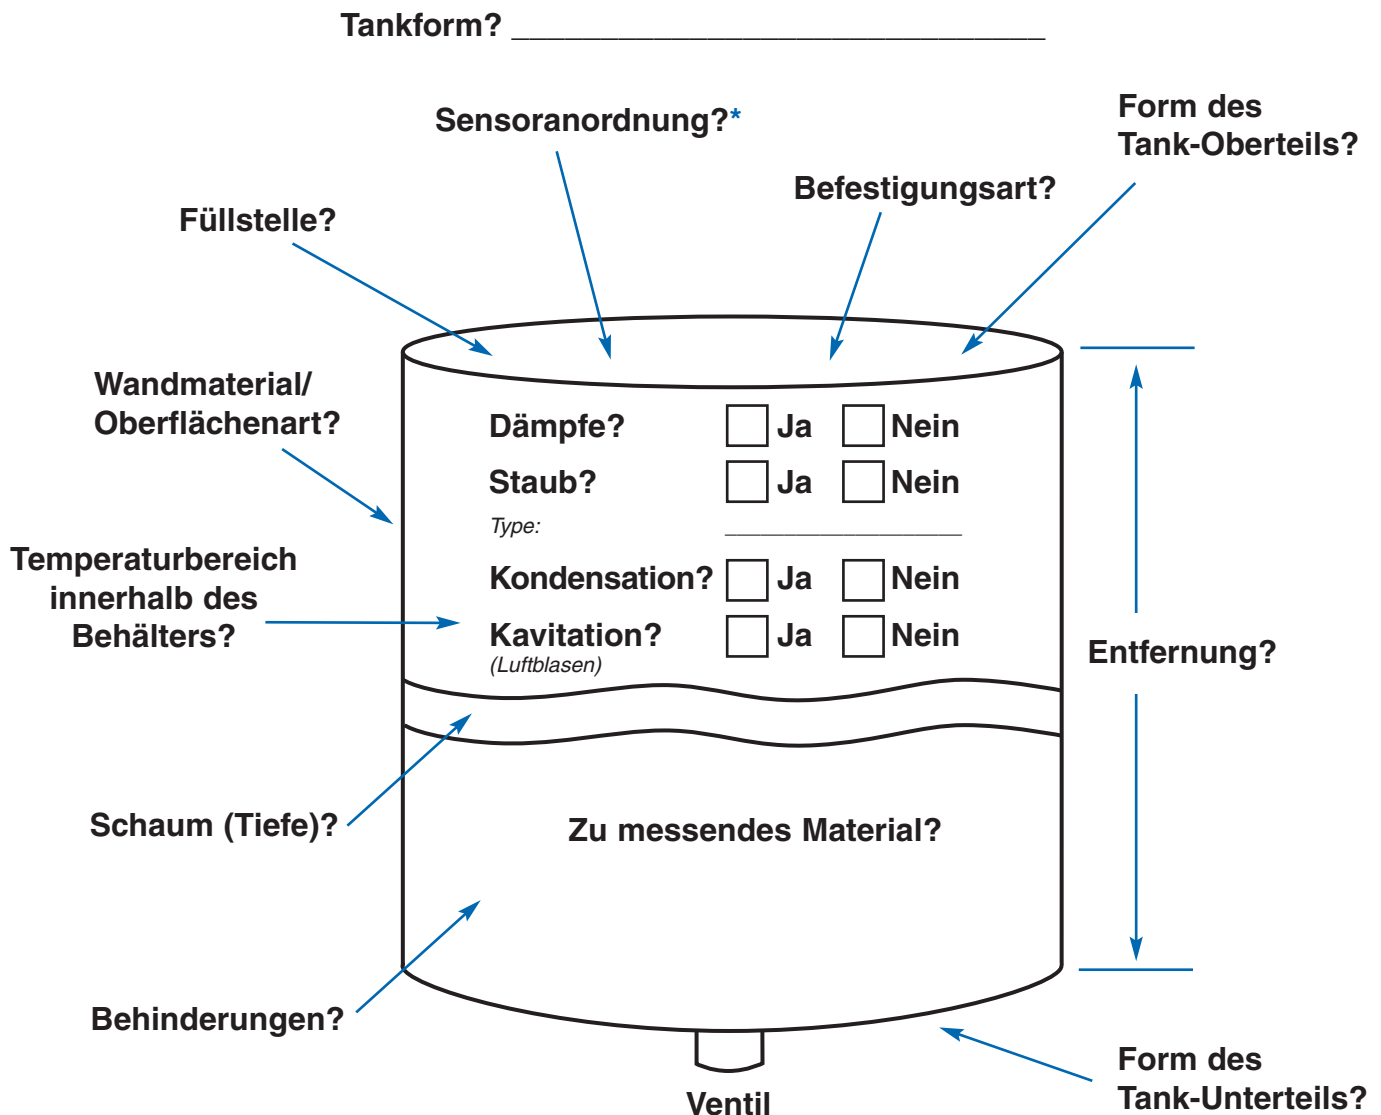 Tankform? ______________________________
Sensoranordnung?*
Form des
Tank-Oberteils?
Befestigungsart?
Füllstelle?
Wandmaterial/
Oberflächenart?
Dämpfe? Ja Nein
Staub? Ja Nein
Type: ____________________
Temperaturbereich
innerhalb des
Behälters?
Kondensation? Ja Nein
Kavitation? Ja Nein
(Luftblasen)
Entfernung?
Schaum (Tiefe)?
Zu messendes Material?
Behinderungen?
Form des
Tank-Unterteils?
Ventil